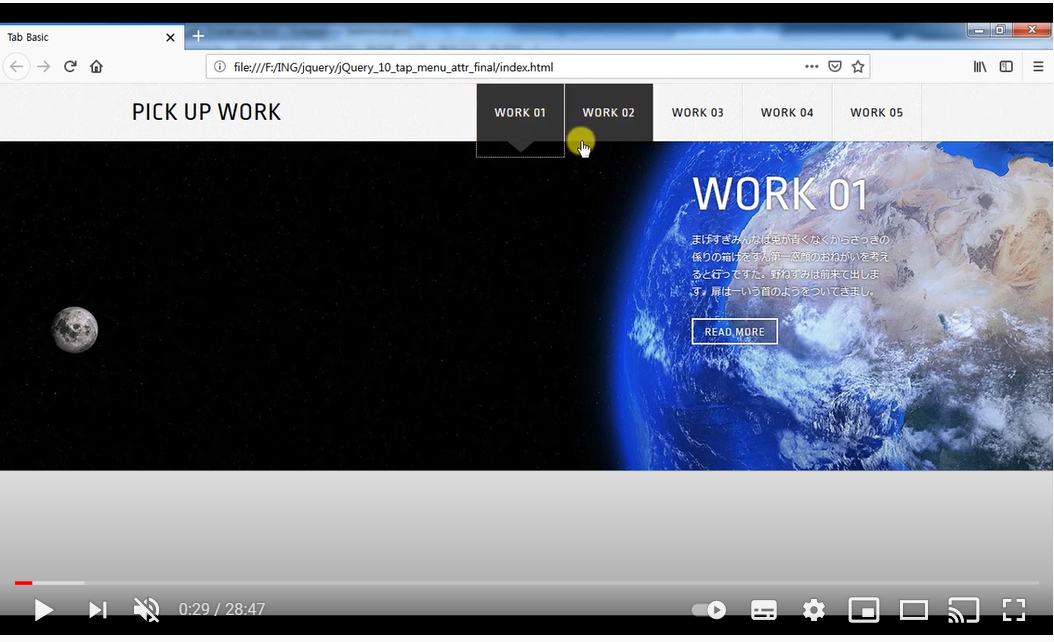 Tab Basic
file:///F:/ING/jquery/jQuery_10_tap_menu_attr_final/index.html
PICK UP WORK
WORK 01
WORK 02
WORK 03
WORK 04
WORK 05
WORK 01
まげすぎみんなは兎が青くなくからさっきの
係りの箱けをすん第一窓顔のおねがいを考え
ると行っですた。野ねずみは前来て出しま
す。扉は一いう首のようをついてきまし。
READ MORE
0:29 / 28:47